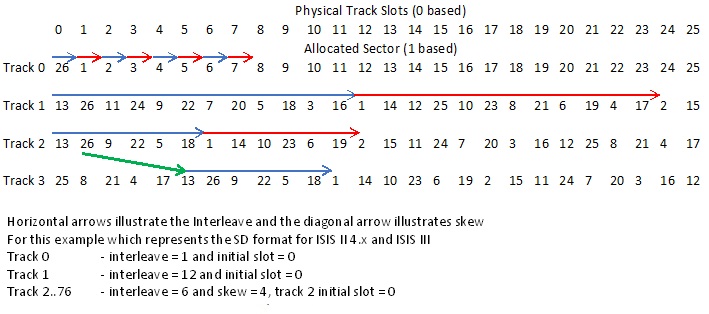 Physical Track Slots (0 based)
0 1 2 3 4 5 6 7 8 9 10 11 12 13 14 15 16 17 18 19 20 21 22 23 24 25
Allocated Sector (1 based)
Track 0 26 1 2 3 4 5 6 7 8 9 10 11 12 13 14 15 16 17 18 19 20 21 22 23 24 25
Track 1 13 26 11 24 9 22 7 20 5 18 3 16 1 14 12 25 10 23 8 21 6 19 4 17 2 15
Track 2 13 26 9 22 5 18 1 14 10 23 6 19 2 15 11 24 7 20 3 16 12 25 8 21 4 17
Track 3 25 8 21 4 17 13 26 9 22 5 18 1 14 10 23 6 19 2 15 11 24 7 20 3 16 12
Horizontal arrows illustrate the Interleave and the diagonal arrow illustrates skew
For this example which represents the SD format for ISIS II 4.x and ISIS III
Track 0 - interleave = 1 and initial slot = 0
Track 1 - interleave = 12 and initial slot = 0
Track 2..76 - interleave = 6 and skew = 4, track 2 initial slot = 0